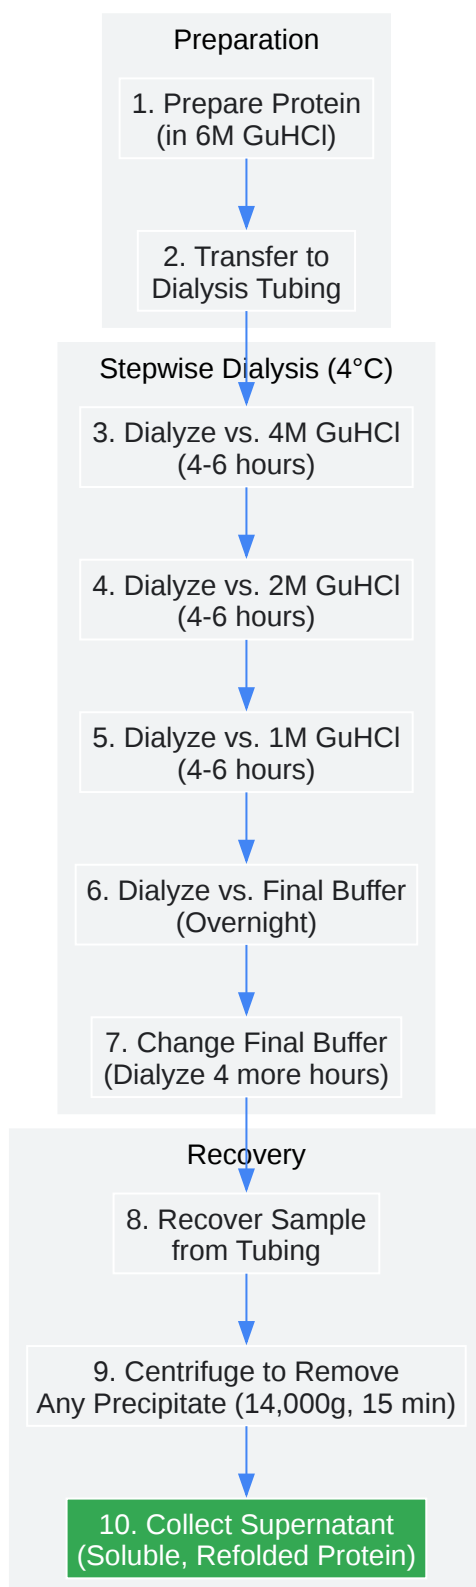 Preparation
1. Prepare Protein
(in 6M GuHCl)
2. Transfer to
Dialysis Tubing
Stepwise Dialysis (4°C)
3. Dialyze vs. 4M GuHCl
(4-6 hours)
4. Dialyze vs. 2M GuHCl
(4-6 hours)
5. Dialyze vs. 1M GuHCl
(4-6 hours)
6. Dialyze vs. Final Buffer
(Overnight)
7. Change Final Buffer
(Dialyze 4 more hours)
Recovery
8. Recover Sample
from Tubing
9. Centrifuge to Remove
Any Precipitate (14,000g, 15 min)
10. Collect Supernatant
(Soluble, Refolded Protein)